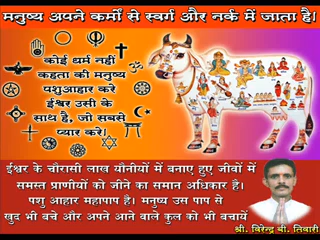 मनुष्य अपने कर्मो से स्वर्ग और नर्क में जाता है।
कोई धर्म नहीं
कहता की मनुष्य
पशुआहार करे
ईश्वर उसी के
साथ है, जो सबसे
प्यार करे।
ईश्वर के चौरासी लाख यौनीयों में बनाए हुए जीवों में
समस्त प्राणीयों को जीने का समान अधिकार है।
पशु आहार महापाप है। मनुष्य उस पाप से
खुद भी बचे और अपने आने वाले कुल को भी बचायें
श्री. विरेन्द्र बी. तिवारी